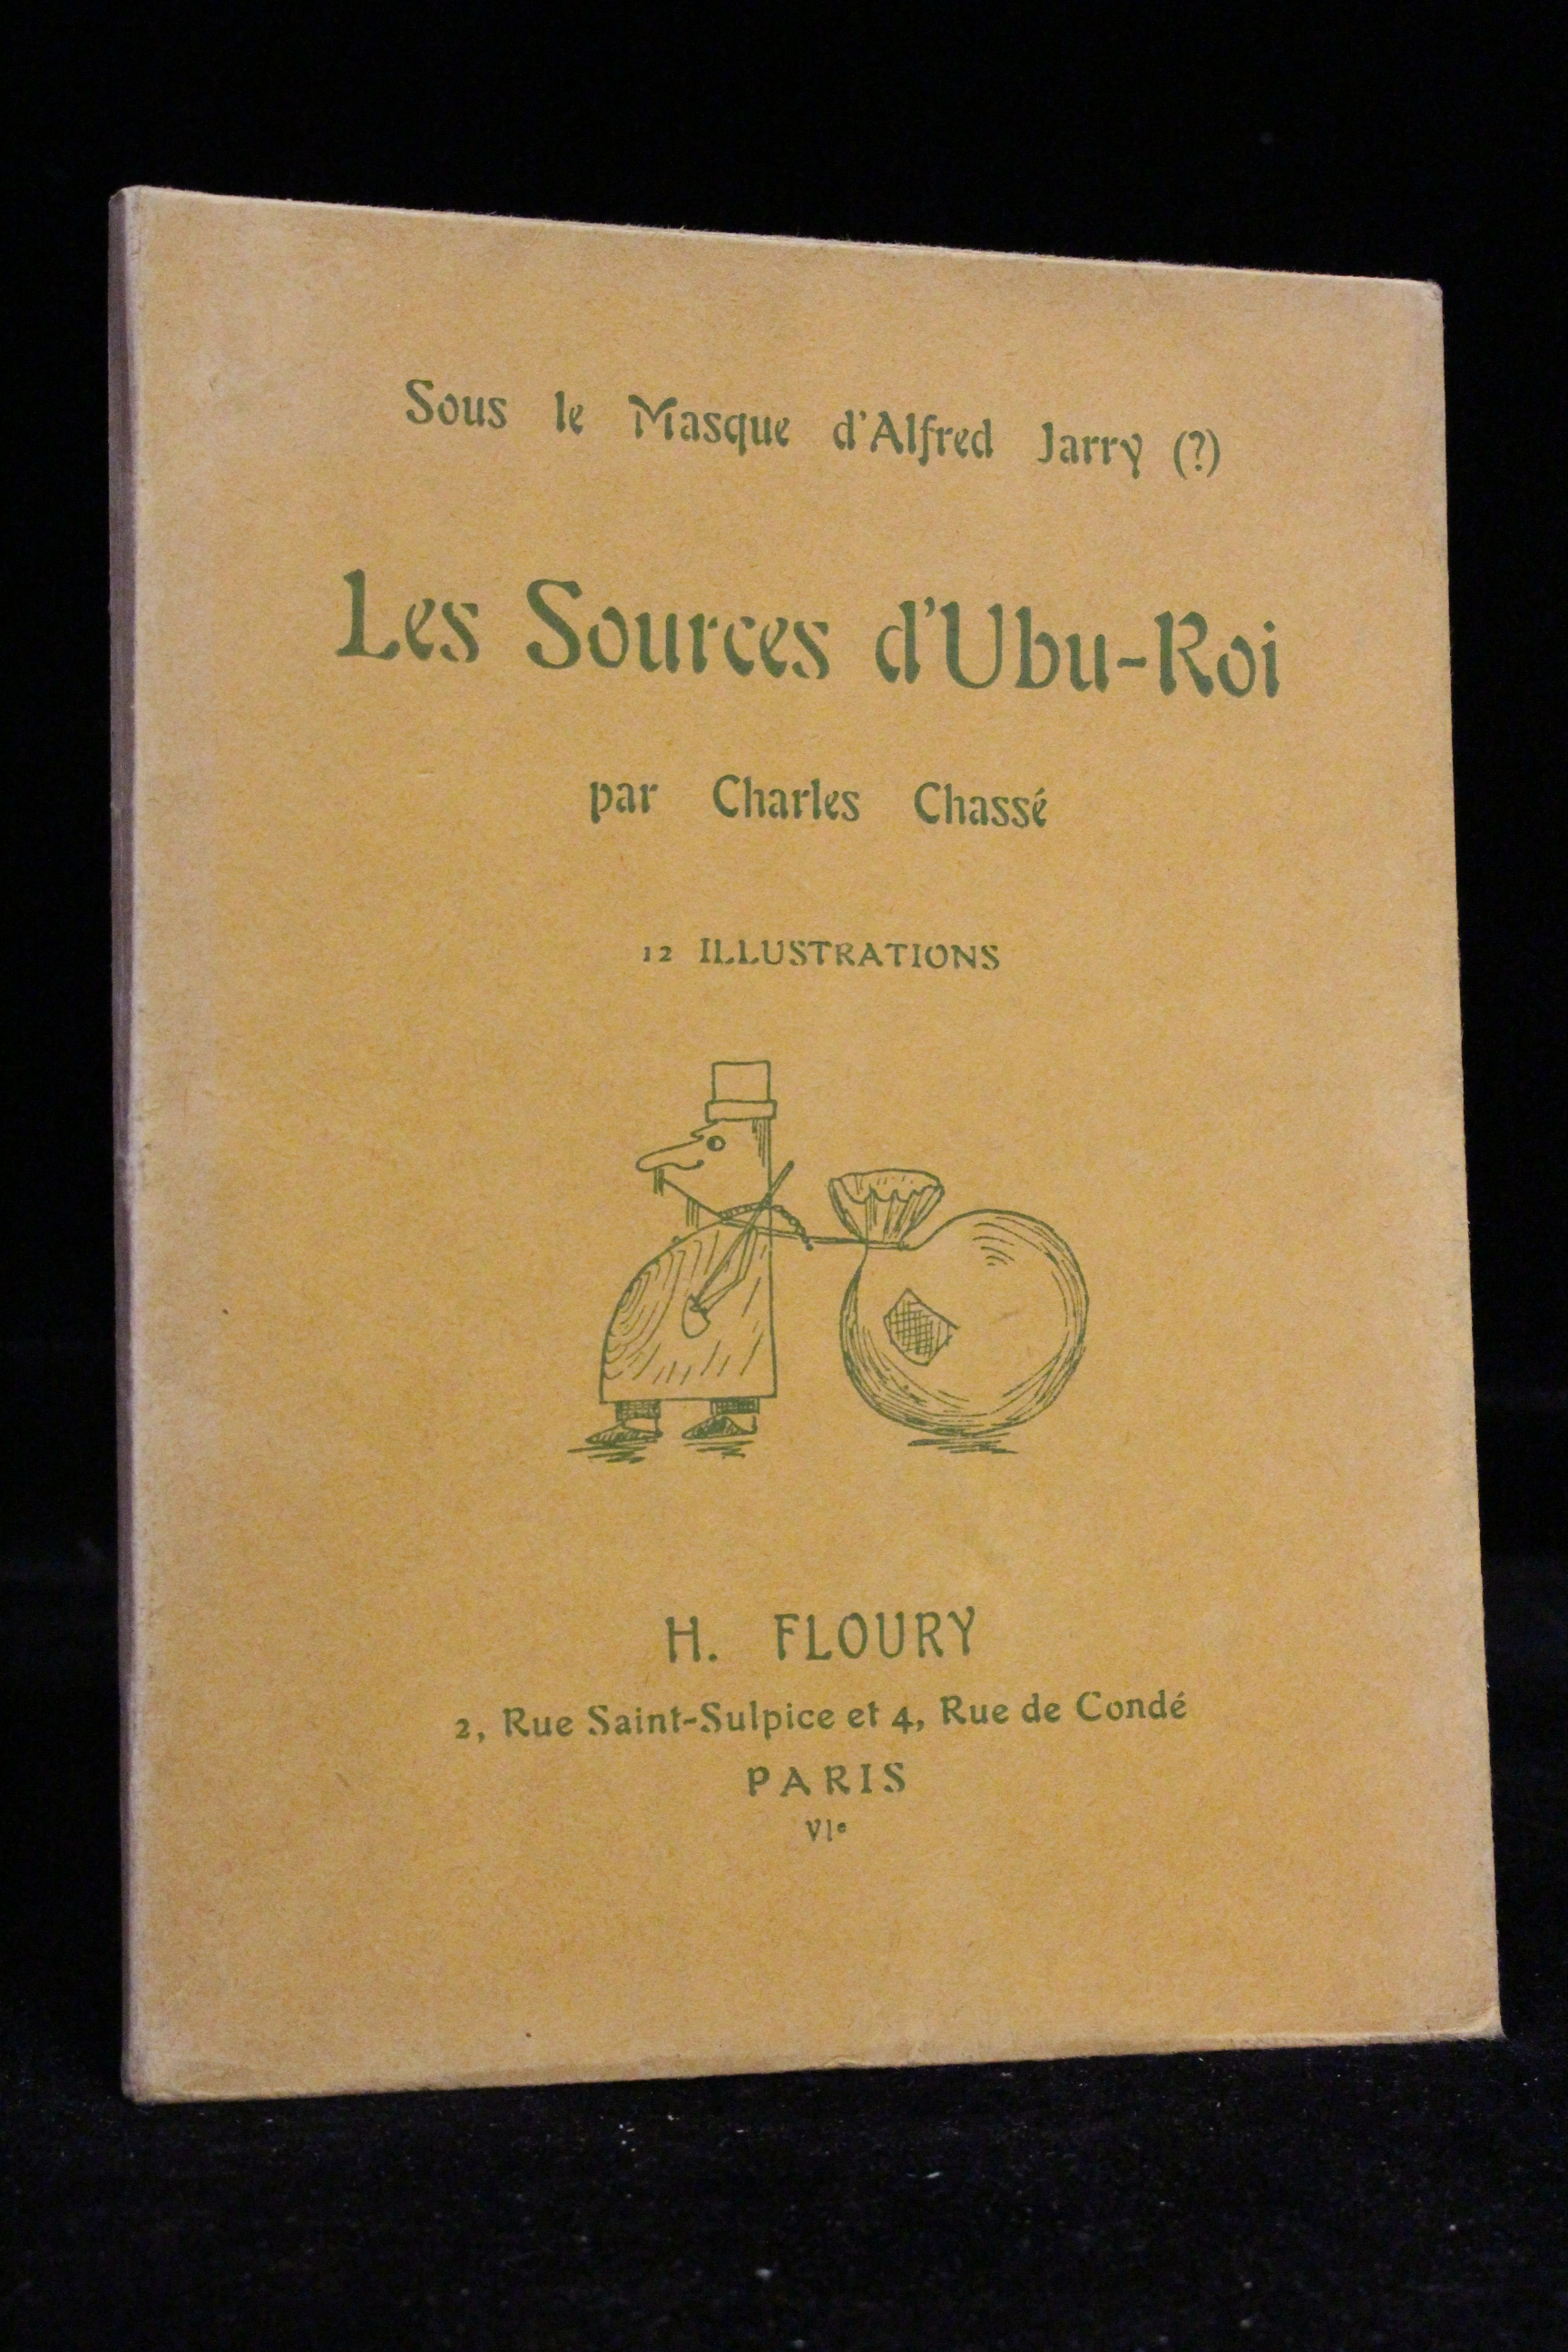 Sous le Masque d'Alfred Jarry (?)
Les Sources d'Ubu-Roi
par Charles Chassé
12 ILLUSTRATIONS
H. FLOURY
2, Rue Saint-Sulpice et 4, Rue de Condé
PARIS
VIe